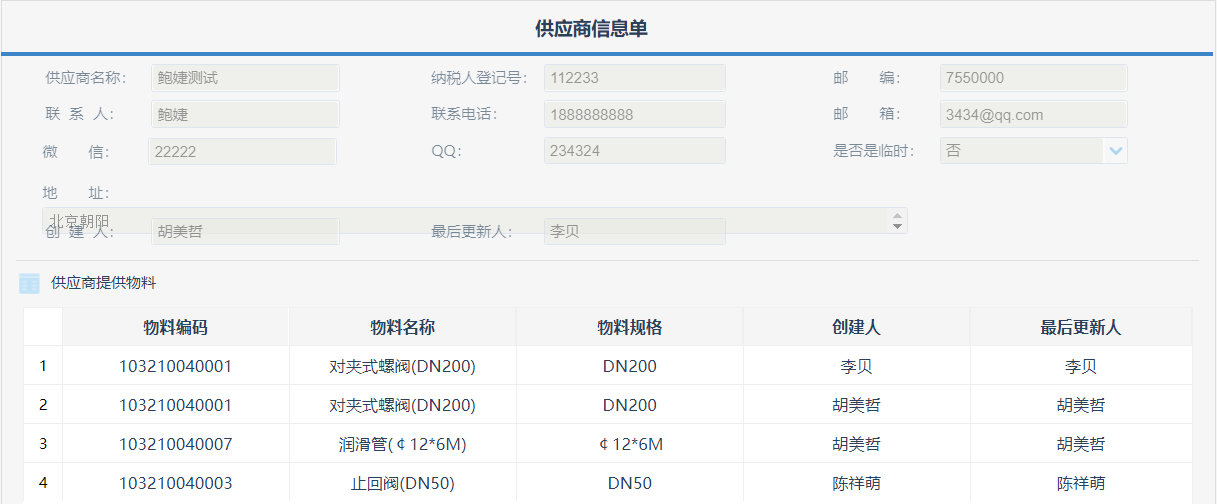 供应商信息单
供应商名称： 鲍婕测试 纳税人登记号： 112233 邮 编： 7550000
联 系 人： 鲍婕 联系电话： 1888888888 邮 箱： 3434@qq.com
微 信： 22222 QQ： 234324 是否是临时： 否
地 址：
北京朝阳
创 建 人： 胡美哲 最后更新人： 李贝
供应商提供物料
物料编码 物料名称 物料规格 创建人 最后更新人
1 103210040001 对夹式螺阀(DN200) DN200 李贝 李贝
2 103210040001 对夹式螺阀(DN200) DN200 胡美哲 胡美哲
3 103210040007 润滑管(￠12*6M) ￠12*6M 胡美哲 胡美哲
4 103210040003 止回阀(DN50) DN50 陈祥萌 陈祥萌